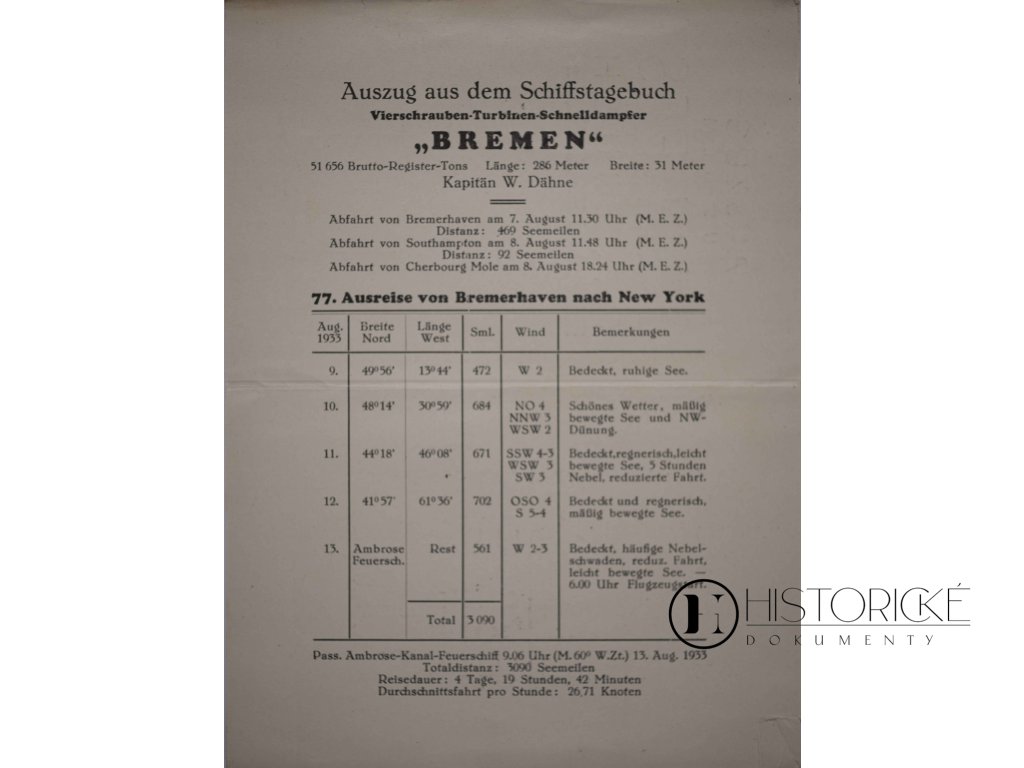 Auszug aus dem Schiffstagebuch
Vierschrauben-Turbinen-Schnelldampfer
„BREMEN“
51 656 Brutto-Register-Tons Länge: 286 Meter Breite: 31 Meter
Kapitän W. Dähne
Abfahrt von Bremerhaven am 7. August 11.30 Uhr (M. E. Z.)
Distanz: 469 Seemeilen
Abfahrt von Southampton am 8. August 11.48 Uhr (M. E. Z.)
Distanz: 92 Seemeilen
Abfahrt von Cherbourg Mole am 8. August 18.24 Uhr (M. E. Z.)
77. Ausreise von Bremerhaven nach New York
Aug. 1933 Breite Nord Länge West Sml. Wind Bemerkungen
9. 49°56' 13°44' 472 W 2 Bedeckt, ruhige See.
10. 48°14' 30°59' 684 NO 4 Schönes Wetter, mäßig
NNW 3 bewegte See und NW-
WSW 2 Dünung.
11. 44°18' 46°08' 671 SSW 4-3 Bedeckt, regnerisch, leicht
WSW 3 bewegte See, 5 Stunden
SW 3 Nebel, reduzierte Fahrt.
12. 41°57' 61°36' 702 OSO 4 Bedeckt und regnerisch,
S 5-4 mäßig bewegte See.
13. Ambrose Rest 561 W 2-3 Bedeckt, häufige Nebel-
Feuersch. schwaden, reduz. Fahrt,
leicht bewegte See. —
6.00 Uhr Flugzeugstart.
Total 3 090
Pass. Ambrose-Kanal-Feuerschiff 9.06 Uhr (M. 60° W.Zt.) 13. Aug. 1933
Totaldistanz: 3090 Seemeilen
Reisedauer: 4 Tage, 19 Stunden, 42 Minuten
Durchschnittsfahrt pro Stunde: 26,71 Knoten
HISTORICKÉ
DOKUMENTY